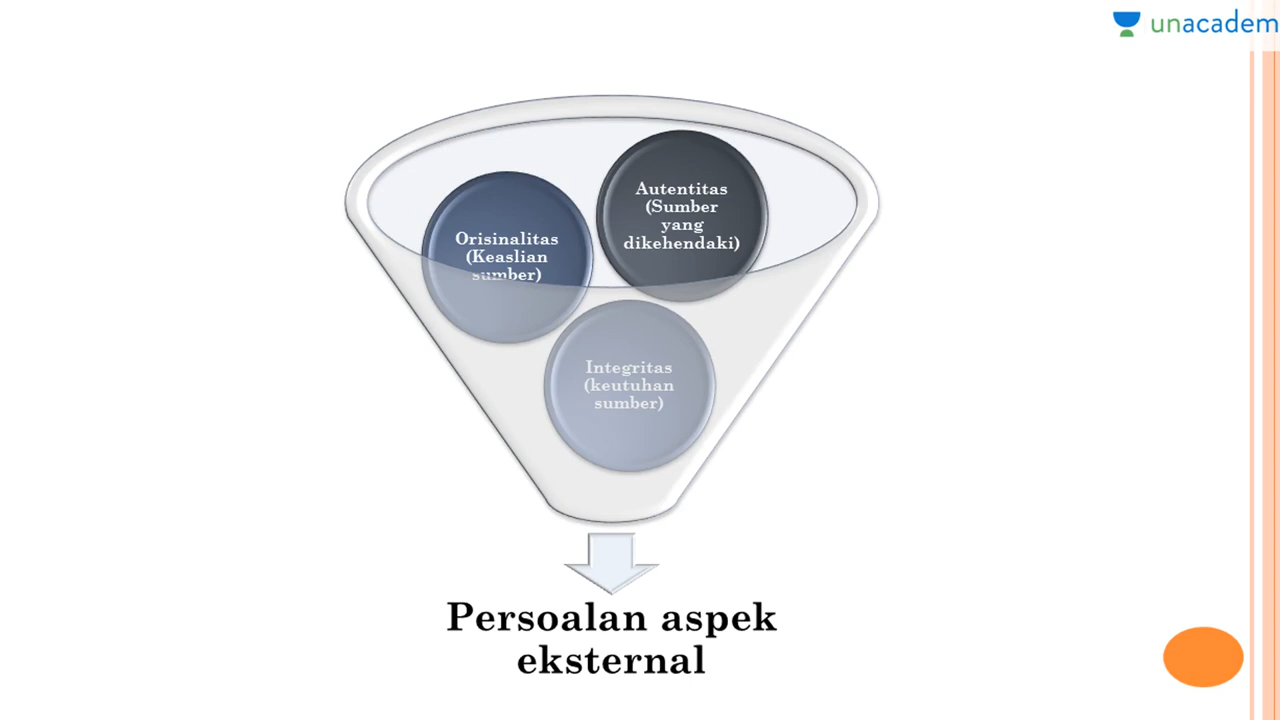 unacadem
Autentitas
(Sumber
yang
dikehendaki)
Orisinalitas
(Keaslian
sumber)
Integritas
(keutuhan
sumber)
Persoalan aspek
eksternal